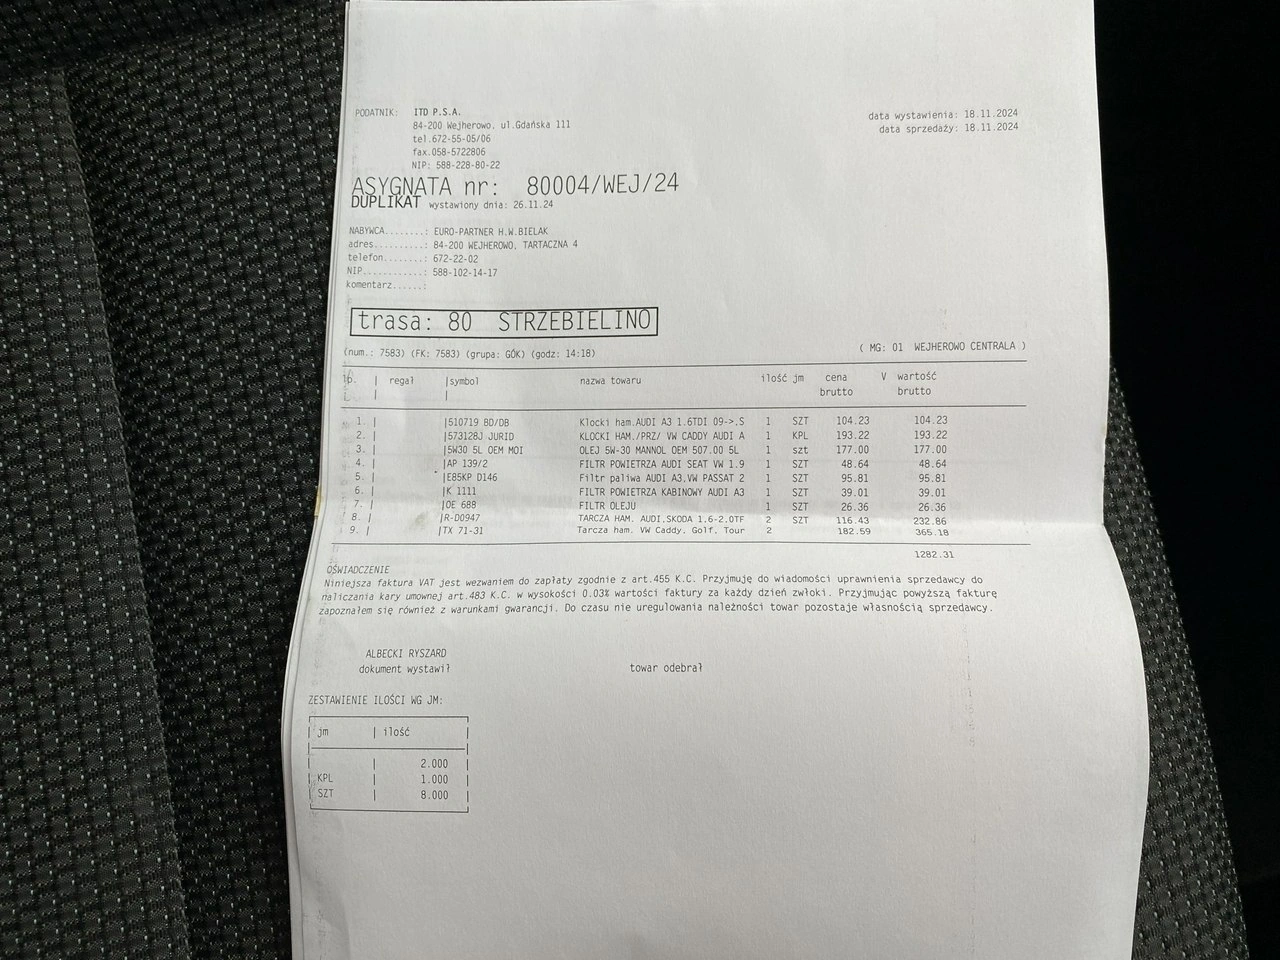 PODATNIK: ITD P.S.A.
84-200 Wejherowo, ul.Gdańska 111
tel.672-55-05/06
fax.058-5722806
NIP: 588-228-80-22
data wystawienia: 18.11.2024
data sprzedaży: 18.11.2024
ASYGNATA nr: 80004/WEJ/24
DUPLIKAT wystawiony dnia: 26.11.24
NABYWCA.......: EURO-PARTNER H.W.BIELAK
adres.........: 84-200 WEJHEROWO, TARTACZNA 4
telefon.......: 672-22-02
NIP...........: 588-102-14-17
komentarz.....:
trasa: 80 STRZEBIELINO
(num.: 7583) (FK: 7583) (grupa: GÓK) (godz: 14:18) ( MG: 01 WEJHEROWO CENTRALA )
lp. | regał |symbol nazwa towaru ilość jm cena V wartość
| | brutto brutto
1. | |510719 BD/DB Klocki ham.AUDI A3 1.6TDI 09->.S 1 SZT 104.23 104.23
2. | |573128J JURID KLOCKI HAM./PRZ/ VW CADDY AUDI A 1 KPL 193.22 193.22
3. | |5W30 5L OEM MOI OLEJ 5W-30 MANNOL OEM 507.00 5L 1 szt 177.00 177.00
4. | |AP 139/2 FILTR POWIETRZA AUDI SEAT VW 1.9 1 SZT 48.64 48.64
5. | |E85KP D146 Filtr paliwa AUDI A3.VW PASSAT 2 1 SZT 95.81 95.81
6. | |K 1111 FILTR POWIETRZA KABINOWY AUDI A3 1 SZT 39.01 39.01
7. | |OE 688 FILTR OLEJU 1 SZT 26.36 26.36
8. | |R-D0947 TARCZA HAM. AUDI.SKODA 1.6-2.0TF 2 SZT 116.43 232.86
9. | |TX 71-31 Tarcza ham. VW Caddy. Golf. Tour 2 182.59 365.18
1282.31
OŚWIADCZENIE
Niniejsza faktura VAT jest wezwaniem do zapłaty zgodnie z art.455 K.C. Przyjmuję do wiadomości uprawnienia sprzedawcy do
naliczania kary umownej art.483 K.C. w wysokości 0.03% wartości faktury za każdy dzień zwłoki. Przyjmując powyższą fakturę
zapoznałem się również z warunkami gwarancji. Do czasu nie uregulowania należności towar pozostaje własnością sprzedawcy.
ALBECKI RYSZARD
dokument wystawił towar odebrał
ZESTAWIENIE ILOŚCI WG JM:
jm | ilość
| 2.000
KPL | 1.000
SZT | 8.000